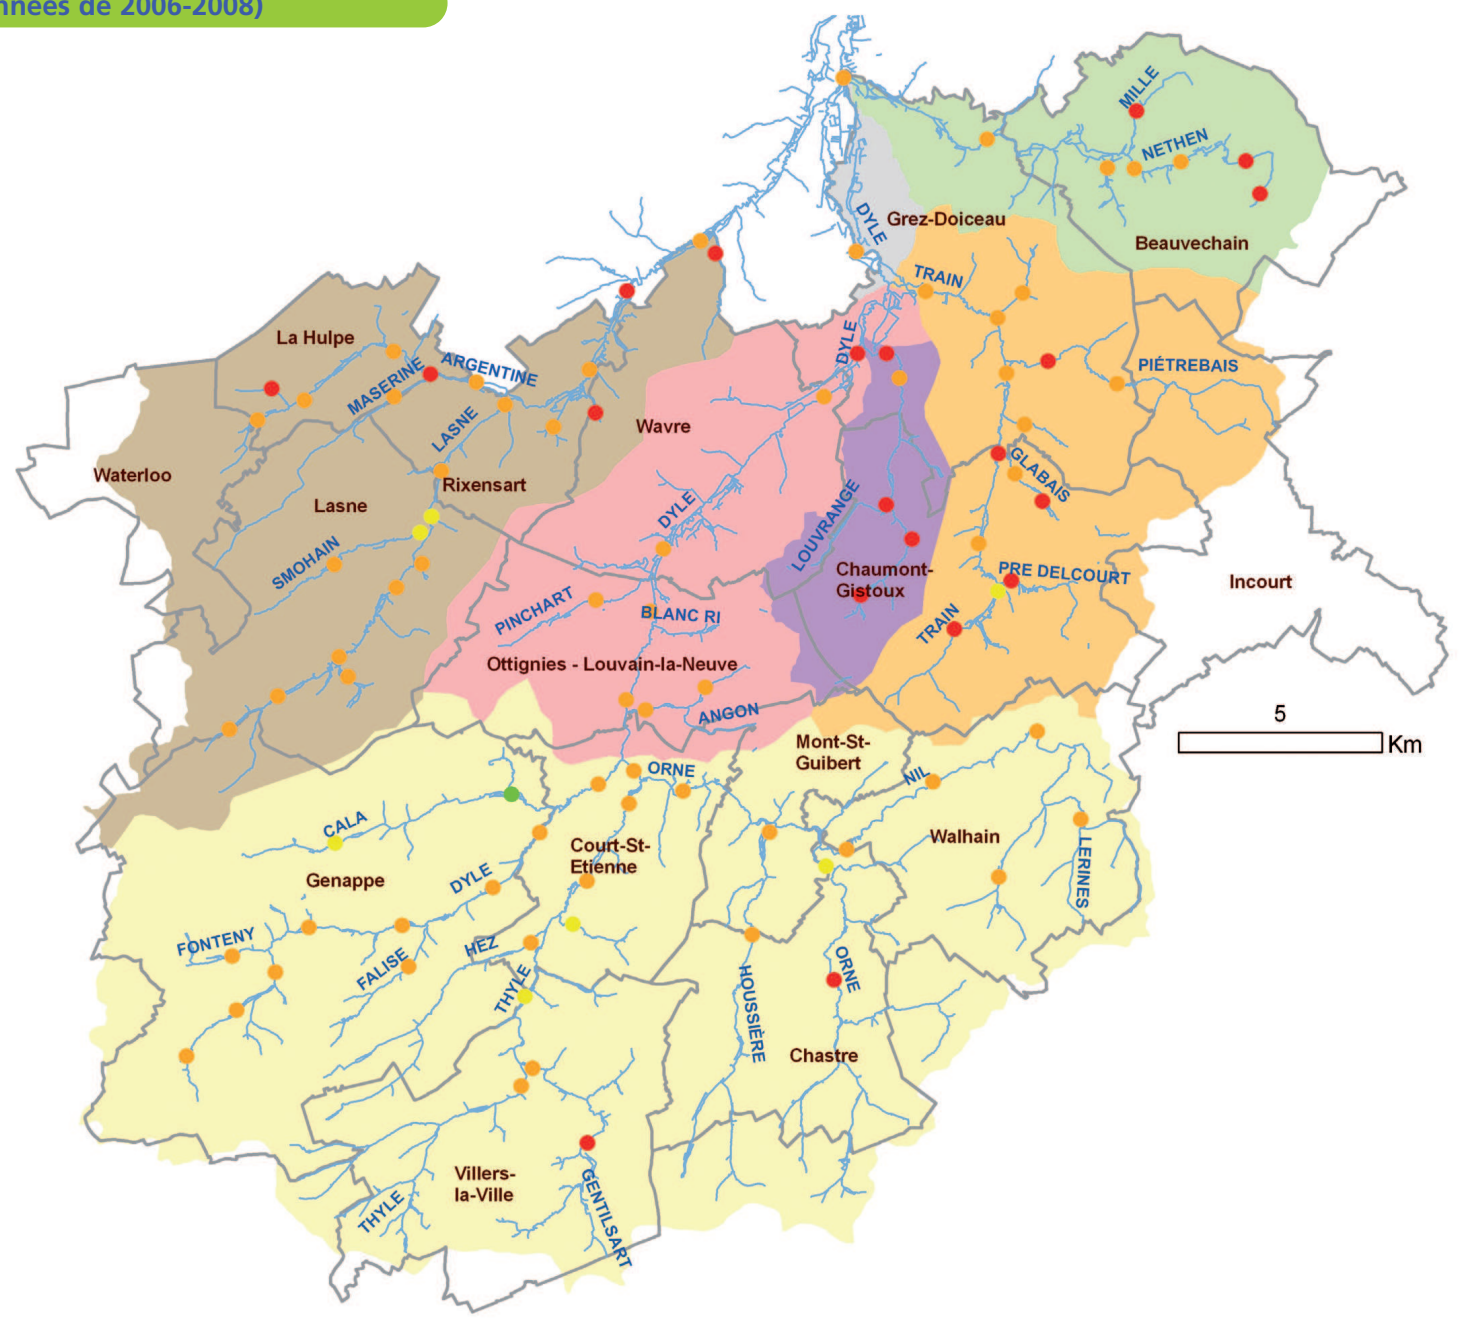 nnées de 2006-2008)
MILLE
NETHEN
DYLE
Grez-Doiceau
Beauvechain
TRAIN
La Hulpe
ARGENTINE
MASERINE
DYLE
PIÉTREBAIS
LASNE
Wavre
Waterloo
Rixensart
GLABAIS
Lasne
DYLE
LOUVRANGE
SMOHAIN
Chaumont-
Gistoux
PRE DELCOURT
Incourt
PINCHART
BLANC RI
TRAIN
Ottignies - Louvain-la-Neuve
ANGON
5
Km
Mont-St-
Guibert
ORNE
NIL
CALA
Walhain
Court-St-
Etienne
LERINES
Genappe
DYLE
FONTENY
HEZ
FALISE
THYLE
ORNE
HOUSSIÈRE
Chastre
Villers-
la-Ville
THYLE
GENTILSART